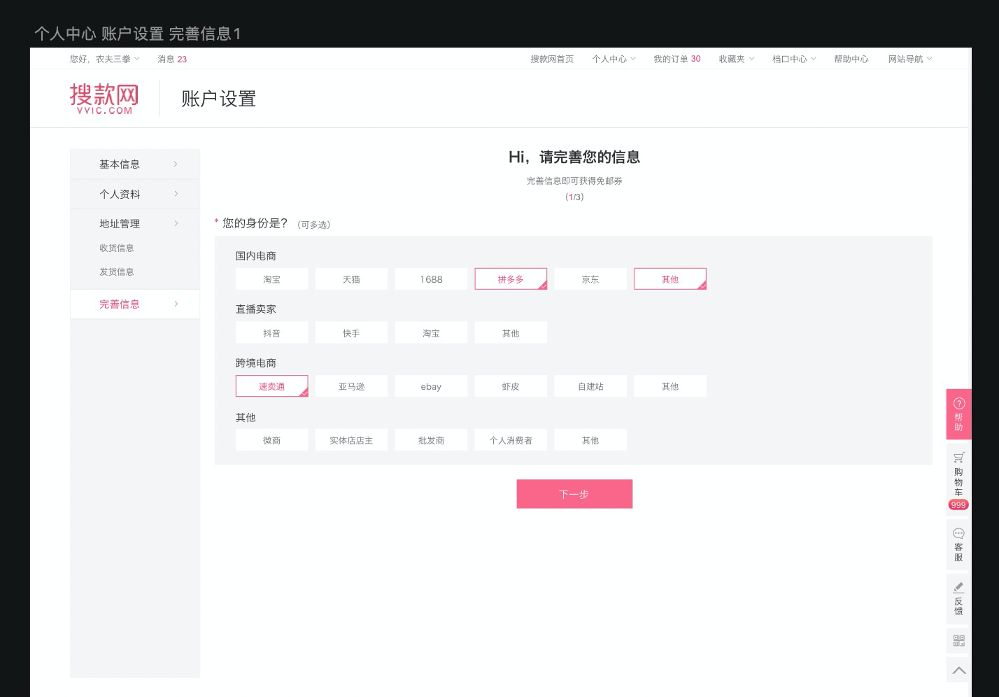 个人中心 账户设置 完善信息1
您好，农夫三拳 消息 23 搜款网首页 个人中心 我的订单 30 收藏夹 档口中心 帮助中心 网站导航
搜款网
VVIC.COM
账户设置
基本信息
个人资料
地址管理
收货信息
发货信息
完善信息
Hi，请完善您的信息
完善信息即可获得免邮券
（1/3）
* 您的身份是？（可多选）
国内电商
淘宝 天猫 1688 拼多多 京东 其他
直播卖家
抖音 快手 淘宝 其他
跨境电商
速卖通 亚马逊 ebay 虾皮 自建站 其他
其他
微商 实体店店主 批发商 个人消费者 其他
下一步
帮助
购物车
999
客服
反馈